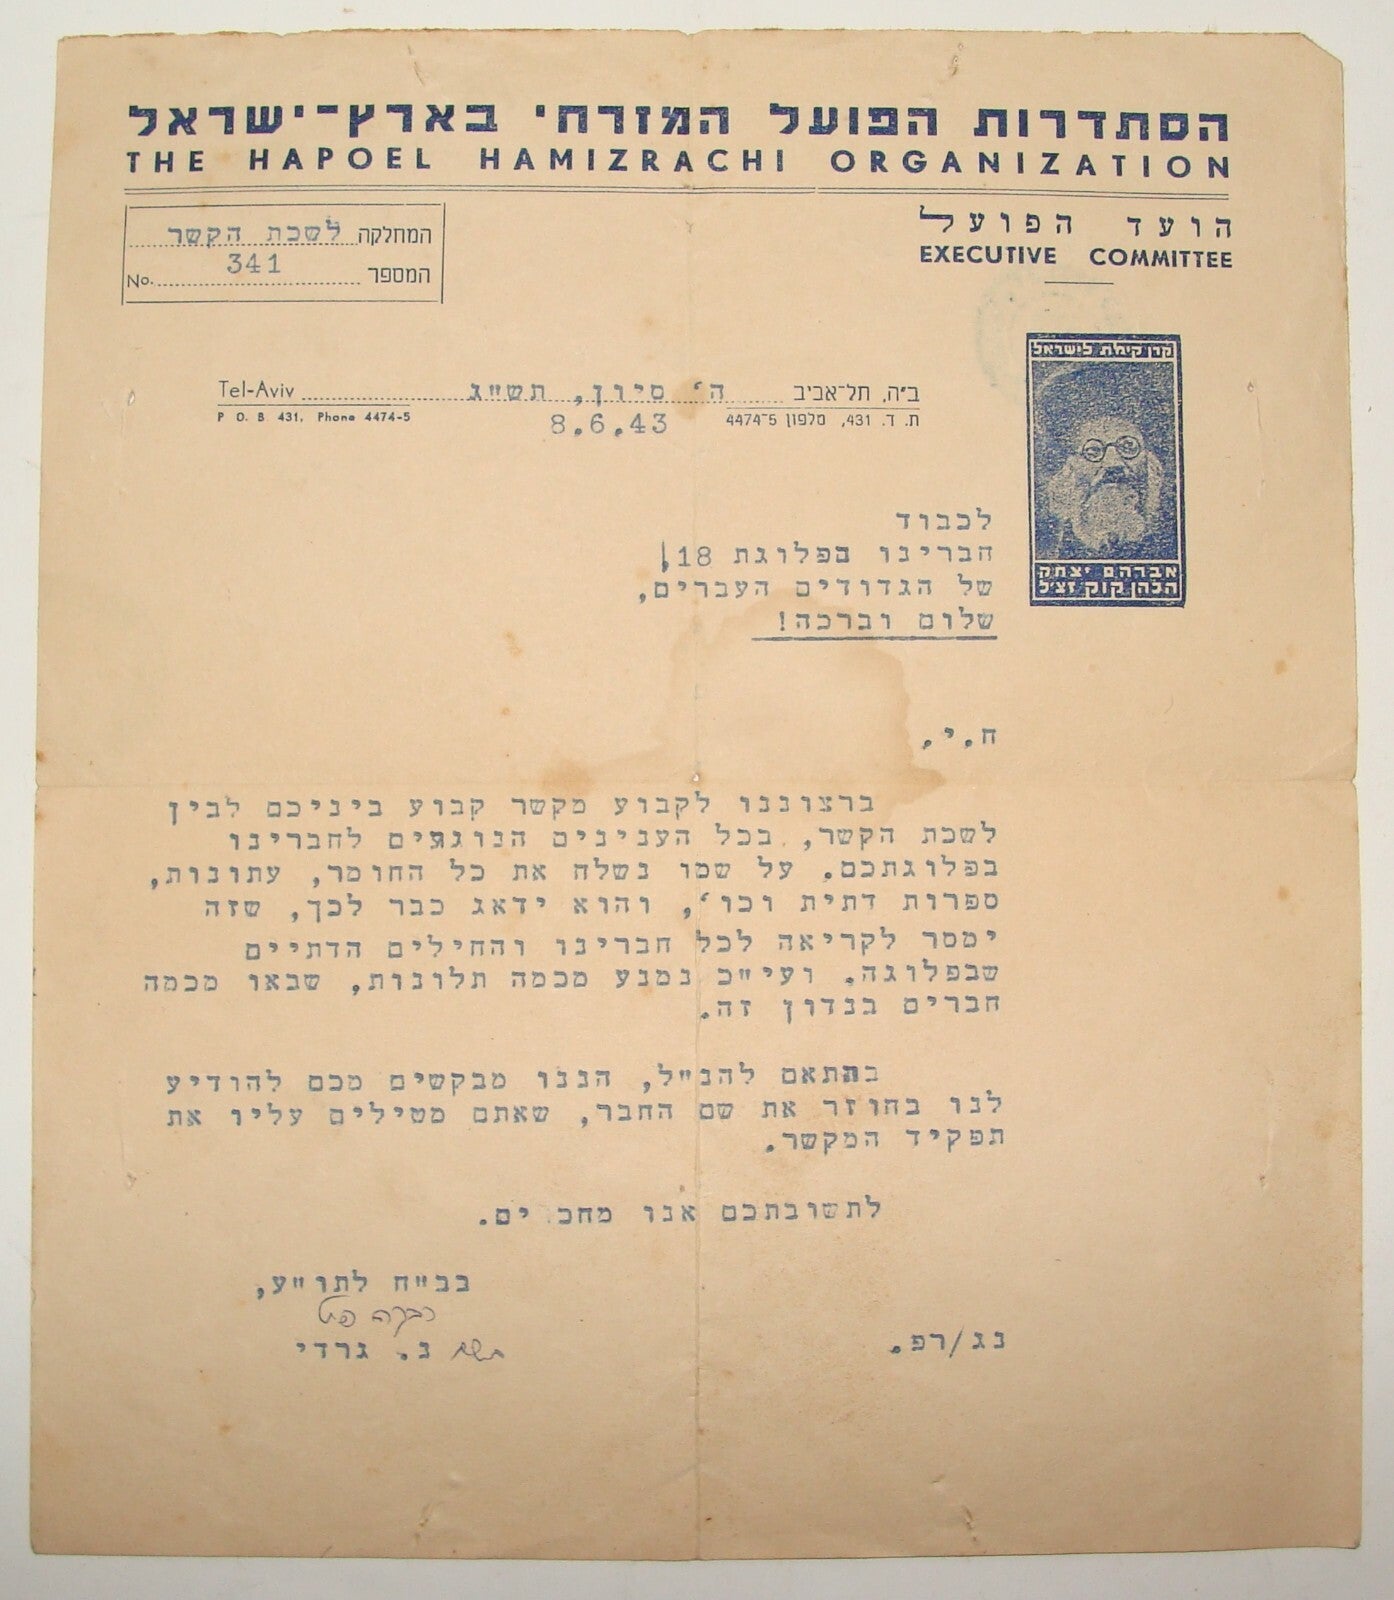 הסתדרות הפועל המזרחי בארץ-ישראל
THE HAPOEL HAMIZRACHI ORGANIZATION
הועד הפועל
EXECUTIVE COMMITTEE
המחלקה לשכת הקשר
המספר 341 No.
ב"ה, תל-אביב ה' סיון, תש"ג Tel-Aviv
ת. ד. 431, טלפון 4474-5 8.6.43 P O. B 431, Phone 4474-5
קרן קימת לישראל
אברהם יצחק
הכהן קוק זצ"ל
לכבוד
חברינו בפלוגת 18,
של הגדודים העברים,
שלום וברכה!
ח.י.
ברצוננו לקבוע מקשר קבוע ביניכם לבין
לשכת הקשר, בכל הענינים הנוגעים לחברינו
בפלוגתכם. על שמו נשלח את כל החומר, עתונות,
ספרות דתית וכו', והוא ידאג כבר לכך, שזה
ימסר לקריאה לכל חברינו והחילים הדתיים
שבפלוגה. ועי"כ נמנע מכמה תלונות, שבאו מכמה
חברים בנדון זה.
בהתאם להנ"ל, הננו מבקשים מכם להודיע
לנו בחוזר את שם החבר, שאתם מטילים עליו את
תפקיד המקשר.
לתשובתכם אנו מחכים.
בב"ח לתו"ע,
רבקה
נ. גרדי
נג/רפ.